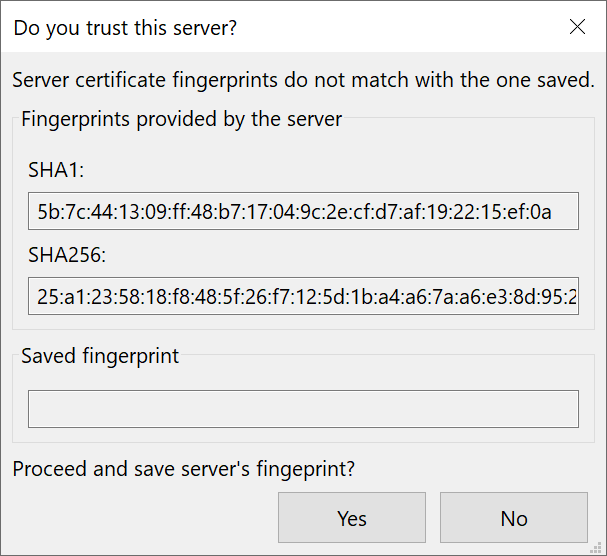 Do you trust this server?
Server certificate fingerprints do not match with the one saved.
Fingerprints provided by the server
SHA1:
5b:7c:44:13:09:ff:48:b7:17:04:9c:2e:cf:d7:af:19:22:15:ef:0a
SHA256:
25:a1:23:58:18:f8:48:5f:26:f7:12:5d:1b:a4:a6:7a:a6:e3:8d:95:2
Saved fingerprint
Proceed and save server's fingeprint?
Yes
No